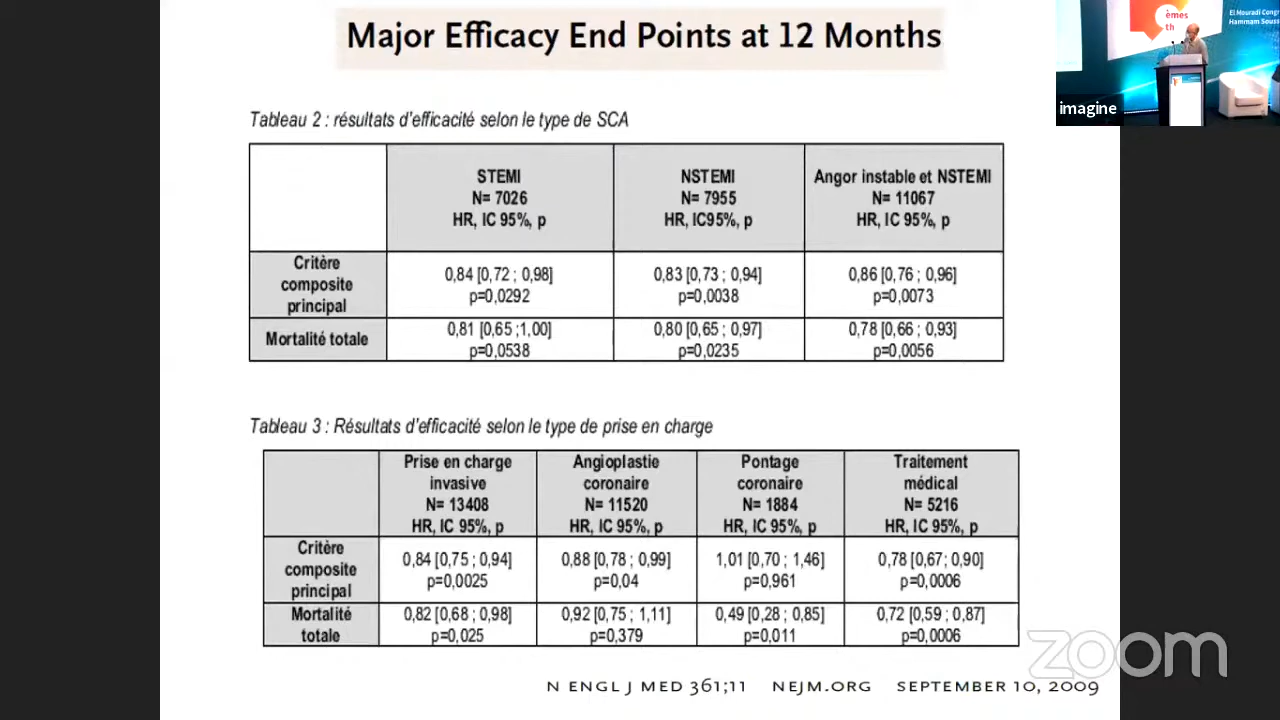 Major Efficacy End Points at 12 Months
èmes
th
El Mouradi Cong
Hammam Souss
imagine
Tableau 2 : résultats d'efficacité selon le type de SCA
STEMI
N= 7026
HR, IC 95%, p
NSTEMI
N= 7955
HR, IC95%, p
Angor instable et NSTEMI
N= 11067
HR, IC 95%, p
Critère
composite
principal
0,84 [0,72 ; 0,98]
p=0,0292
0,83 [0,73 ; 0,94]
p=0,0038
0,86 [0,76 ; 0,96]
p=0,0073
Mortalité totale
0,81 [0,65 ;1,00]
p=0,0538
0,80 [0,65 ; 0,97]
p=0,0235
0,78 [0,66 ; 0,93]
p=0,0056
Tableau 3 : Résultats d'efficacité selon le type de prise en charge
Prise en charge
invasive
N= 13408
HR, IC 95%, p
Angioplastie
coronaire
N= 11520
HR, IC 95%, p
Pontage
coronaire
N= 1884
HR, IC 95%, p
Traitement
médical
N= 5216
HR, IC 95%, p
Critère
composite
principal
0,84 [0,75 ; 0,94]
p=0,0025
0,88 [0,78 ; 0,99]
p=0,04
1,01 [0,70 ; 1,46]
p=0,961
0,78 [0,67; 0,90]
p=0,0006
Mortalité
totale
0,82 [0,68 ; 0,98]
p=0,025
0,92 [0,75 ; 1,11]
p=0,379
0,49 [0,28 ; 0,85]
p=0,011
0,72 [0,59 ; 0,87]
p=0,0006
zoom
N ENGL J MED 361;11 NEJM.ORG SEPTEMBER 10, 2009